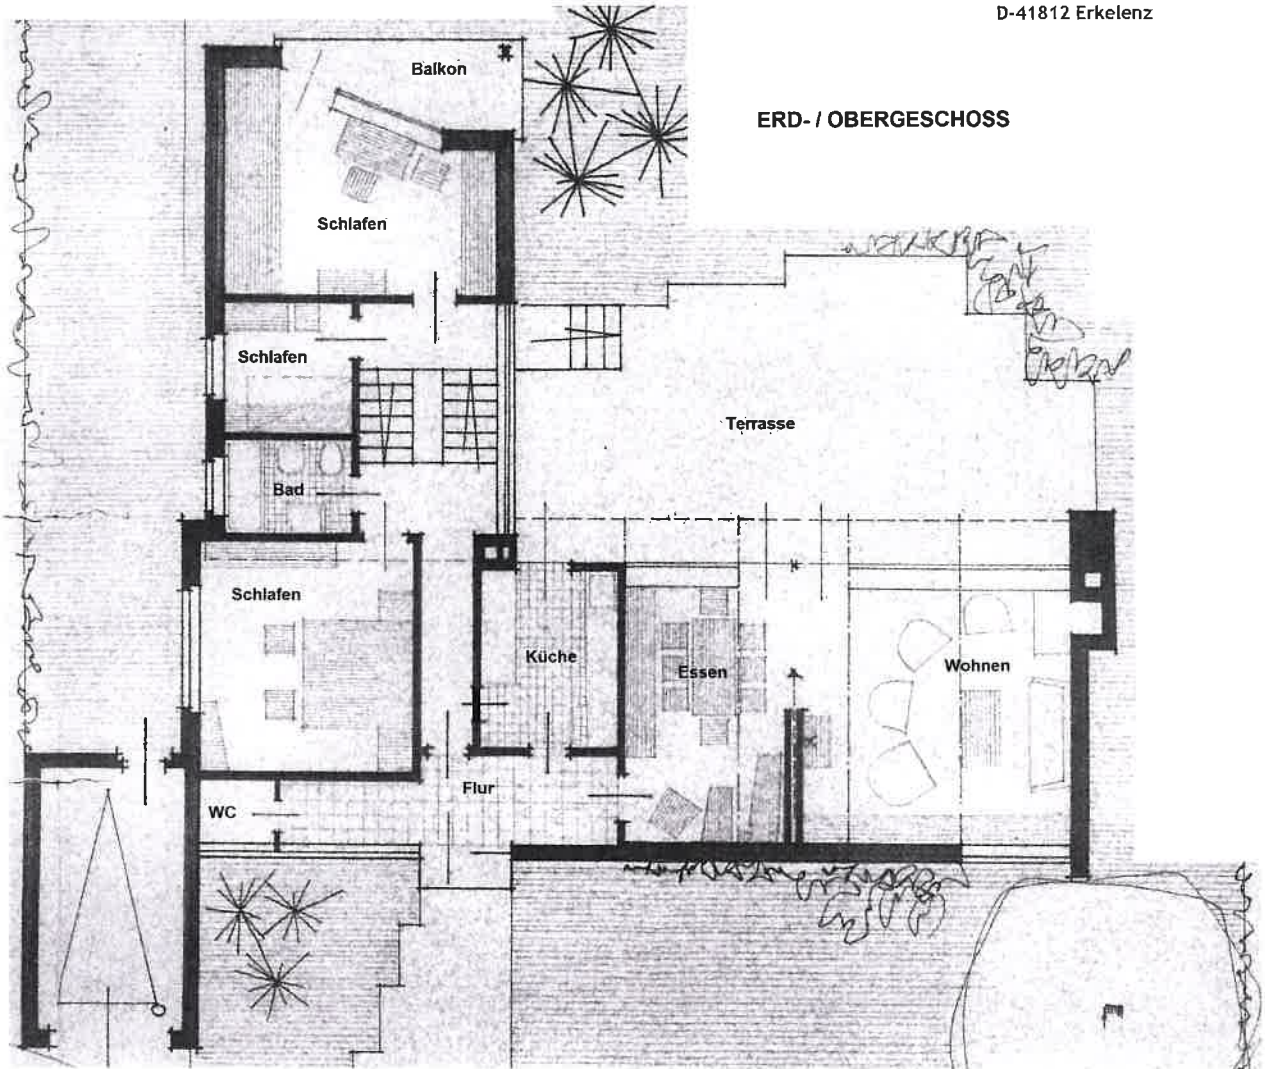 D-41812 Erkelenz
Balkon
ERD- / OBERGESCHOSS
Schlafen
Schlafen
Terrasse
Bad
Schlafen
Küche
Essen
Wohnen
Flur
WC